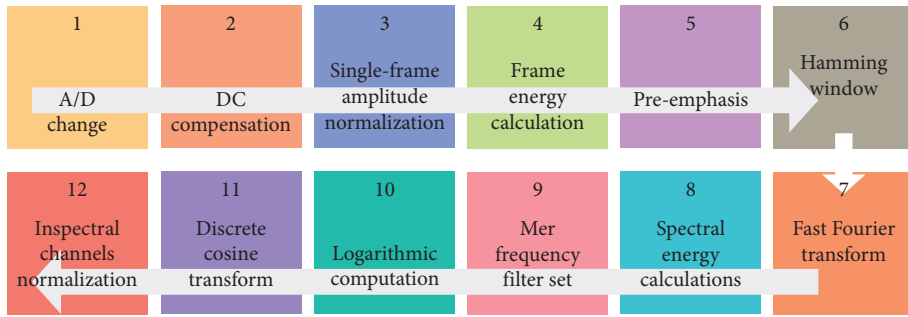 1
A/D
change
2
DC
compensation
3
Single-frame
amplitude
normalization
4
Frame
energy
calculation
5
Pre-emphasis
6
Hamming
window
12
Inspectral
channels
normalization
11
Discrete
cosine
transform
10
Logarithmic
computation
9
Mer
frequency
filter set
8
Spectral
energy
calculations
7
Fast Fourier
transform